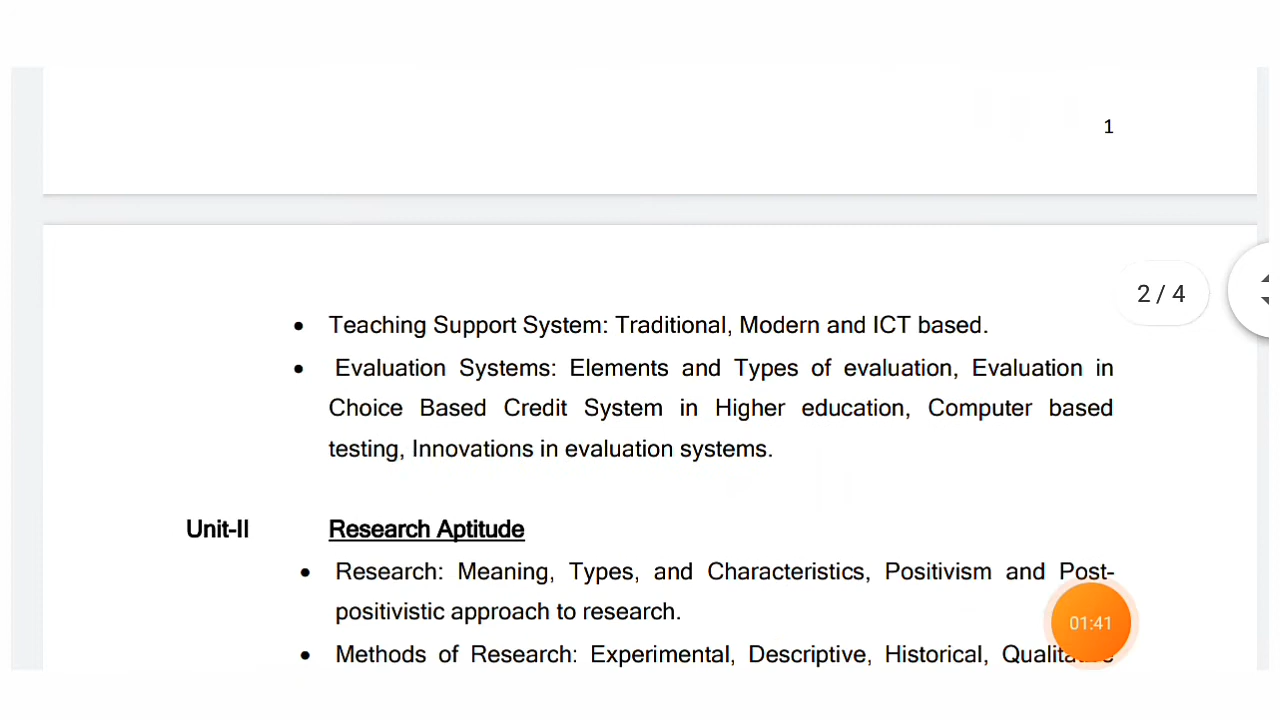 1
2 / 4
• Teaching Support System: Traditional, Modern and ICT based.
• Evaluation Systems: Elements and Types of evaluation, Evaluation in
Choice Based Credit System in Higher education, Computer based
testing, Innovations in evaluation systems.
Unit-II Research Aptitude
• Research: Meaning, Types, and Characteristics, Positivism and Post-
positivistic approach to research.
01:41
• Methods of Research: Experimental, Descriptive, Historical,